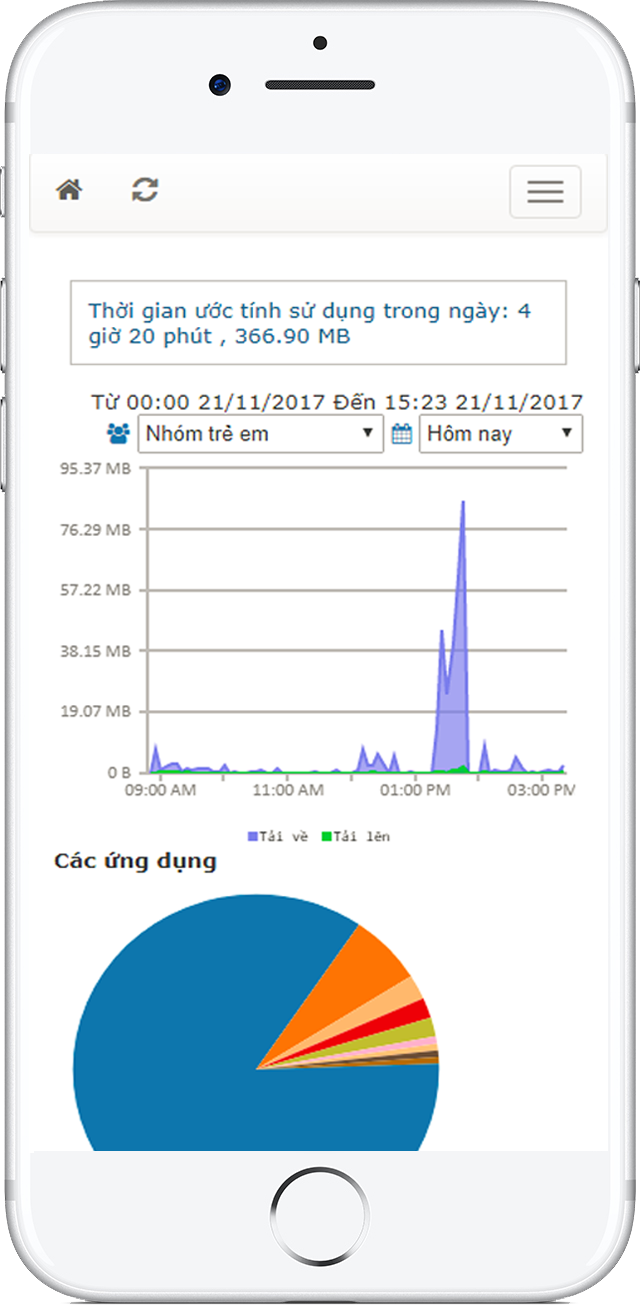 Thời gian ước tính sử dụng trong ngày: 4
giờ 20 phút , 366.90 MB
Từ 00:00 21/11/2017 Đến 15:23 21/11/2017
Nhóm trẻ em
Hôm nay
95.37 MB
76.29 MB
57.22 MB
38.15 MB
19.07 MB
0 B
09:00 AM 11:00 AM 01:00 PM 03:00 PM
Tải về Tải lên
Các ứng dụng